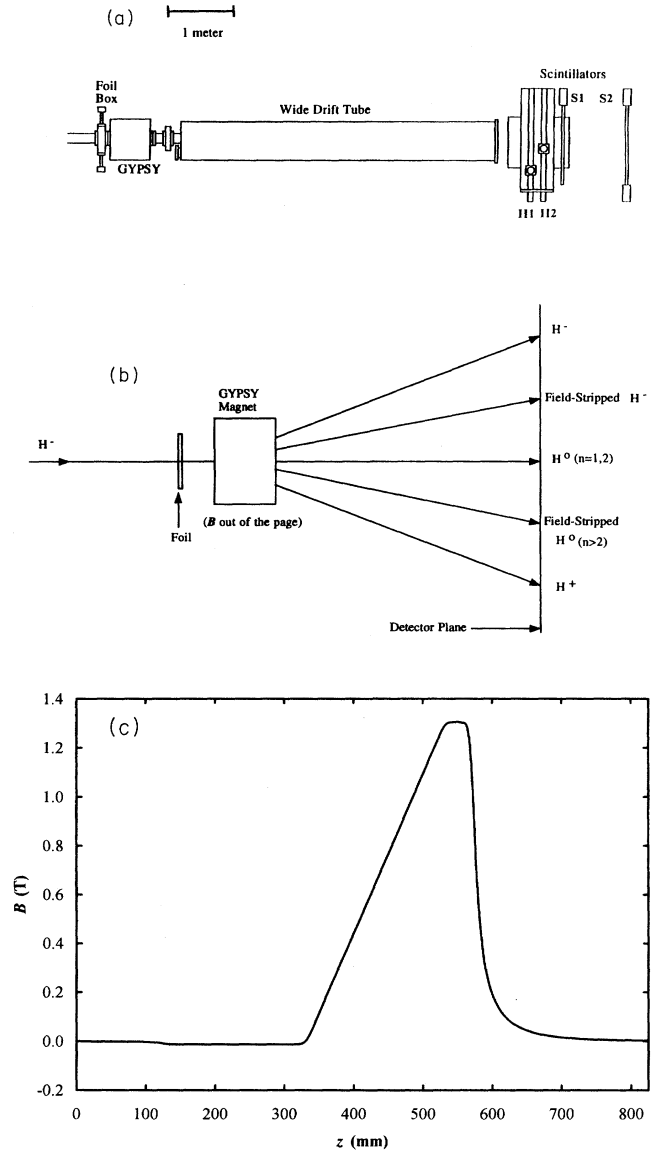 (a)
1 meter
Foil
Box
GYPSY
Wide Drift Tube
Scintillators
S1 S2
H1 H2
(b)
H-
GYPSY
Magnet
H-
Field-Stripped H-
H° (n=1,2)
Field-Stripped
H° (n>2)
H+
(B out of the page)
Foil
Detector Plane
(c)
1.4
1.2
1.0
0.8
0.6
0.4
0.2
0.0
-0.2
B (T)
0 100 200 300 400 500 600 700 800
z (mm)